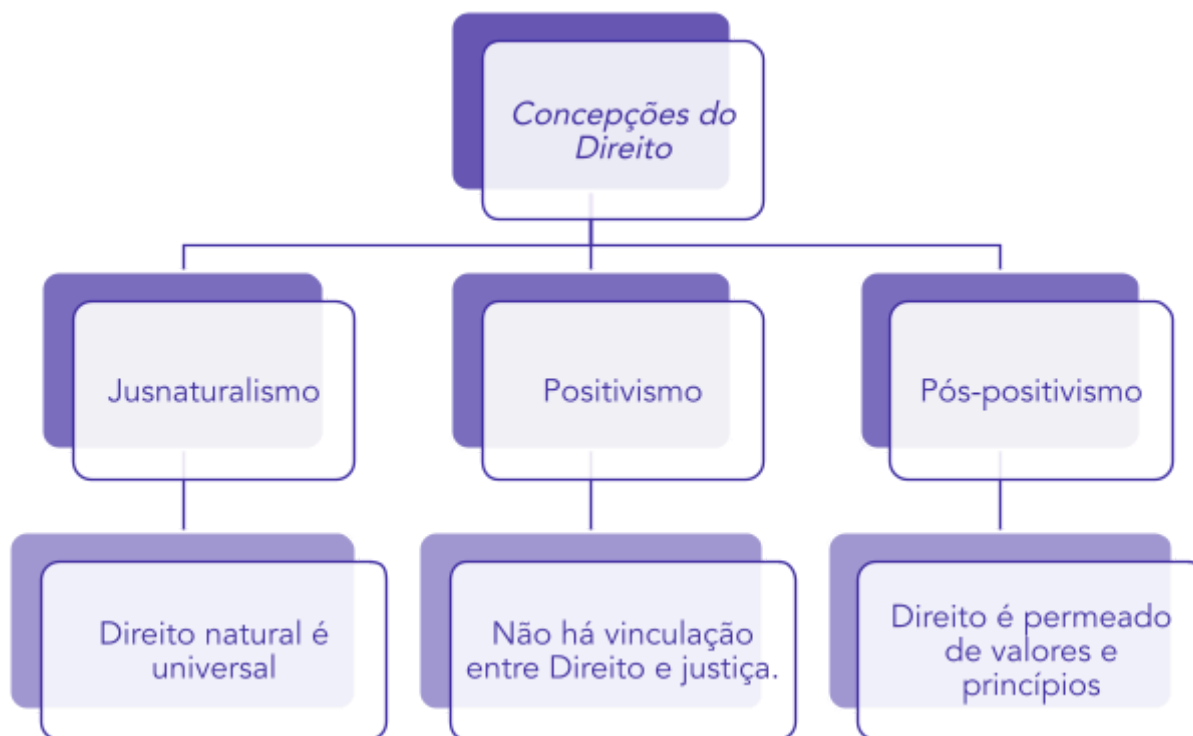 Concepções do
Direito
Jusnaturalismo
Positivismo
Pós-positivismo
Direito natural é
universal
Não há vinculação
entre Direito e justiça.
Direito é permeado
de valores e
princípios